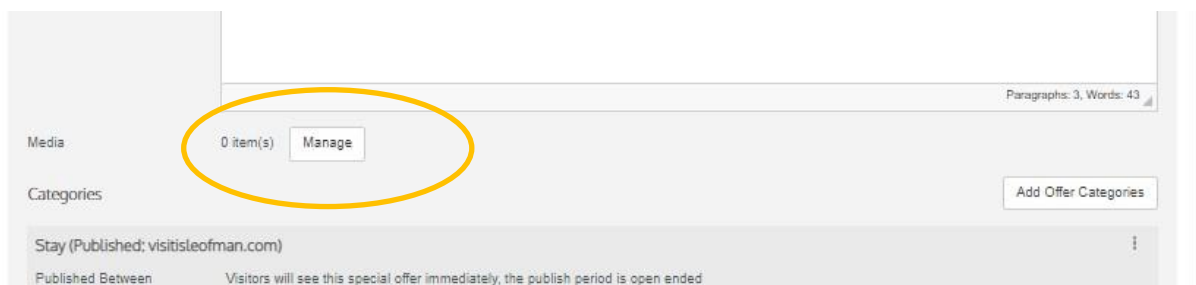 Paragraphs: 3, Words: 43
Media 0 item(s) Manage
Categories Add Offer Categories
Stay (Published; visitisleofman.com)
Published Between Visitors will see this special offer immediately, the publish period is open ended